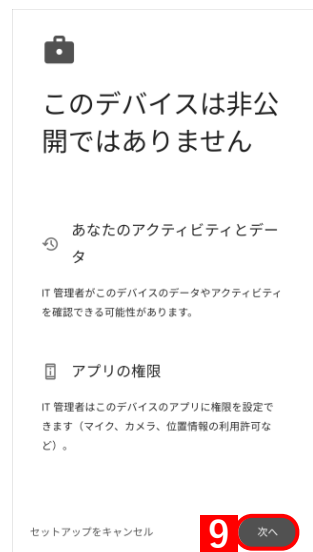 このデバイスは非公
開ではありません
あなたのアクティビティとデー
タ
IT 管理者がこのデバイスのデータやアクティビティ
を確認できる可能性があります。
アプリの権限
IT 管理者はこのデバイスのアプリに権限を設定で
きます（マイク、カメラ、位置情報の利用許可な
ど）。
セットアップをキャンセル 9 次へ